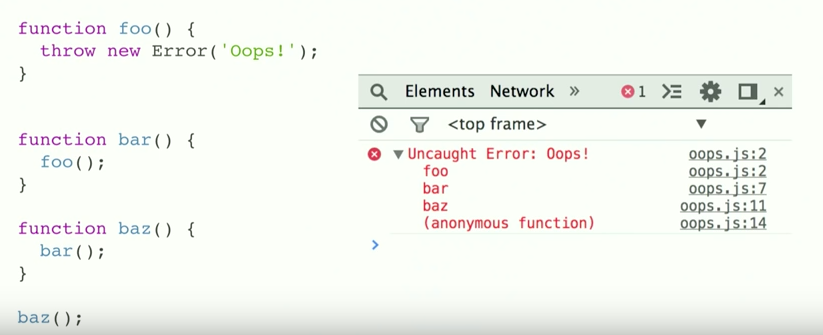 function foo() {
throw new Error('Oops!');
}
function bar() {
foo();
}
function baz() {
bar();
}
baz();
Elements Network » 1
<top frame> ▼
▼Uncaught Error: Oops! oops.js:2
foo oops.js:2
bar oops.js:7
baz oops.js:11
(anonymous function) oops.js:14
>